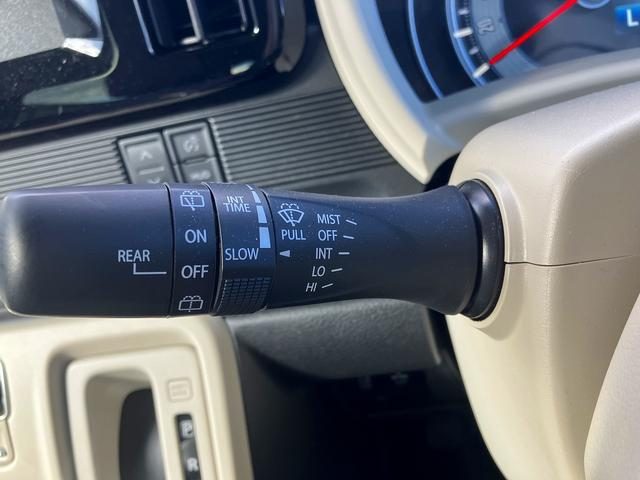 INT
TIME
SLOW
PULL
MIST
OFF
INT
LO
HI
REAR
ON
OFF
L
P
R